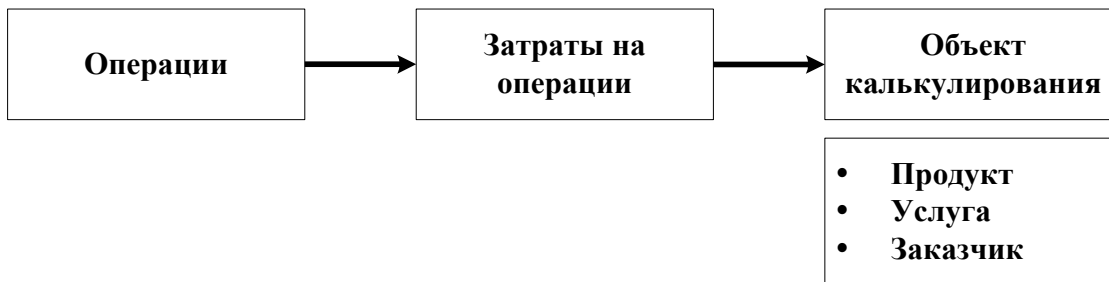 Операции
Затраты на
операции
Объект
калькулирования
• Продукт
• Услуга
• Заказчик